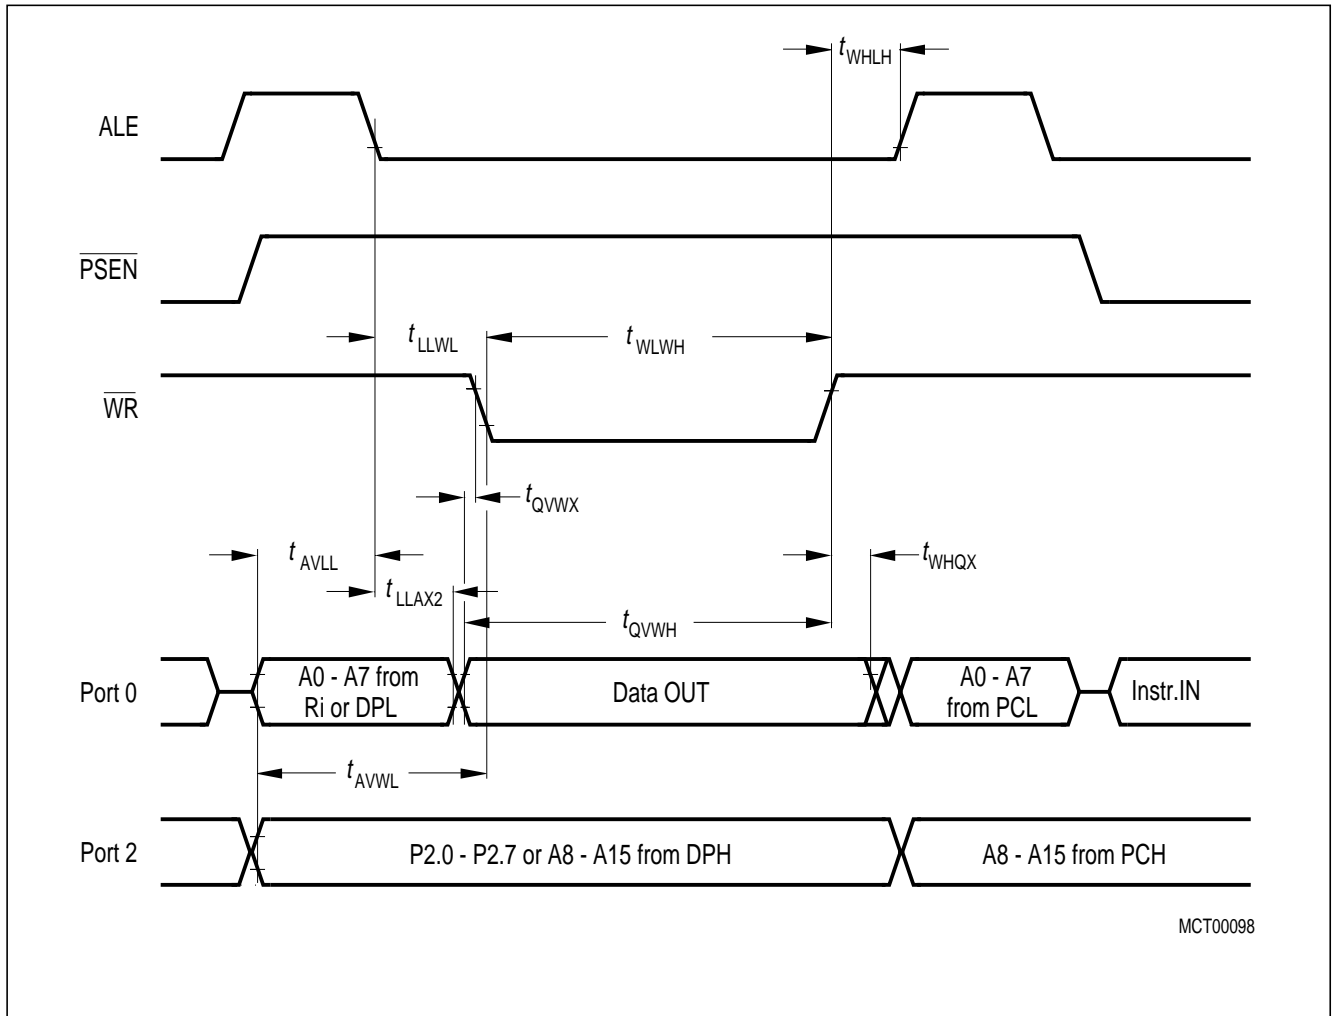 t WHLH
ALE
PSEN
t LLWL
t WLWH
WR
t QVWX
t AVLL
t WHQX
t LLAX2
t QVWH
Port 0
A0 - A7 from
Ri or DPL
Data OUT
A0 - A7
from PCL
Instr.IN
t AVWL
Port 2
P2.0 - P2.7 or A8 - A15 from DPH
A8 - A15 from PCH
MCT00098